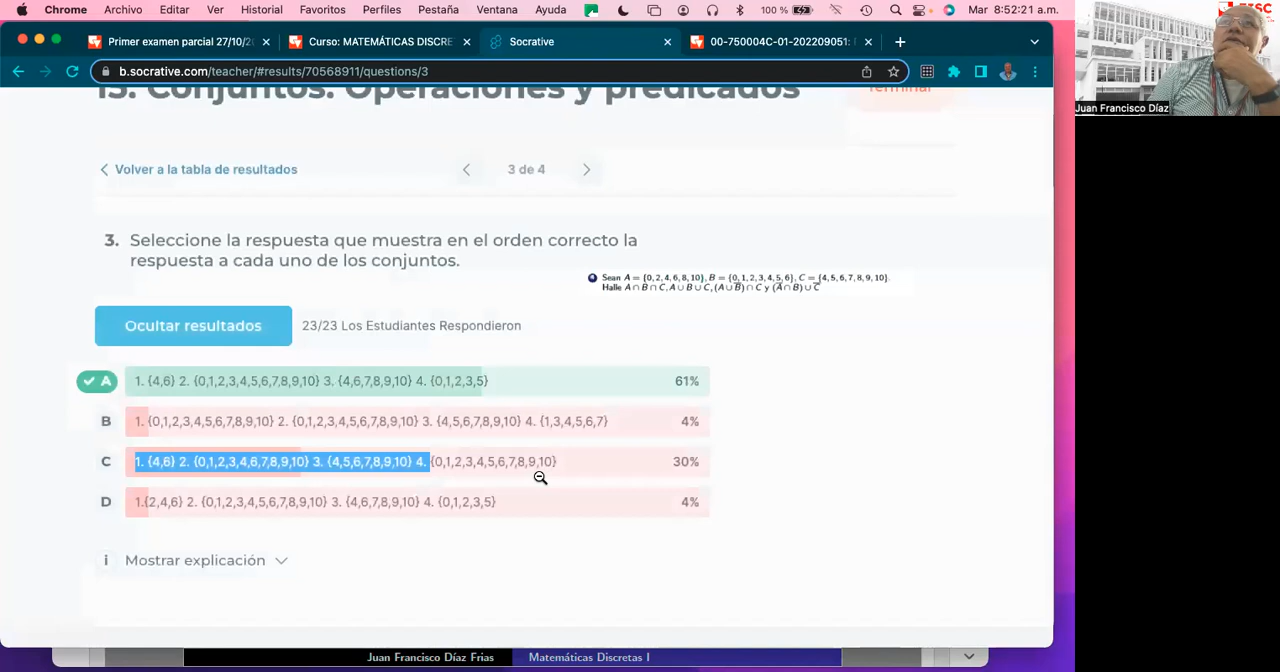 Chrome Archivo Editar Ver Historial Favoritos Perfiles Pestaña Ventana Ayuda 100 % Mar 8:52:21 a.m.
Primer examen parcial 27/10/2
Curso: MATEMÁTICAS DISCRE
Socrative
00-750004C-01-202209051:
b.socrative.com/teacher/#results/70568911/questions/3
Juan Francisco Díaz
13. Conjuntos. Operaciones y predicados
Terminar
Volver a la tabla de resultados
3 de 4
3. Seleccione la respuesta que muestra en el orden correcto la
respuesta a cada uno de los conjuntos.
Sean A = {0,2,4,6,8,10}, B = {0,1,2,3,4,5,6}, C = {4,5,6,7,8,9,10}.
Halle A ∩ B ∩ C, A ∪ B ∪ C, (A ∪ B̅) ∩ C y (A̅ ∩ B) ∪ C̅
Ocultar resultados
23/23 Los Estudiantes Respondieron
A 1. {4,6} 2. {0,1,2,3,4,5,6,7,8,9,10} 3. {4,6,7,8,9,10} 4. {0,1,2,3,5} 61%
B 1. {0,1,2,3,4,5,6,7,8,9,10} 2. {0,1,2,3,4,5,6,7,8,9,10} 3. {4,5,6,7,8,9,10} 4. {1,3,4,5,6,7} 4%
C 1. {4,6} 2. {0,1,2,3,4,6,7,8,9,10} 3. {4,5,6,7,8,9,10} 4. {0,1,2,3,4,5,6,7,8,9,10} 30%
D 1.{2,4,6} 2. {0,1,2,3,4,5,6,7,8,9,10} 3. {4,6,7,8,9,10} 4. {0,1,2,3,5} 4%
i Mostrar explicación
Juan Francisco Díaz Frias
Matemáticas Discretas I